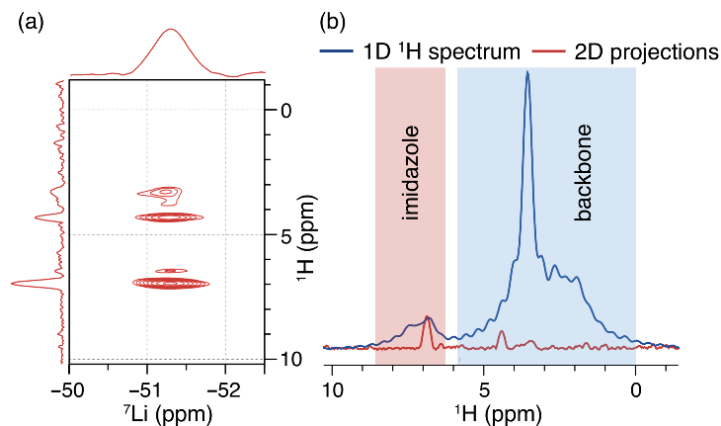 (a)
0
5
10
¹H (ppm)
−50
−51
−52
⁷Li (ppm)
(b)
1D ¹H spectrum
2D projections
imidazole
backbone
10
5
0
¹H (ppm)